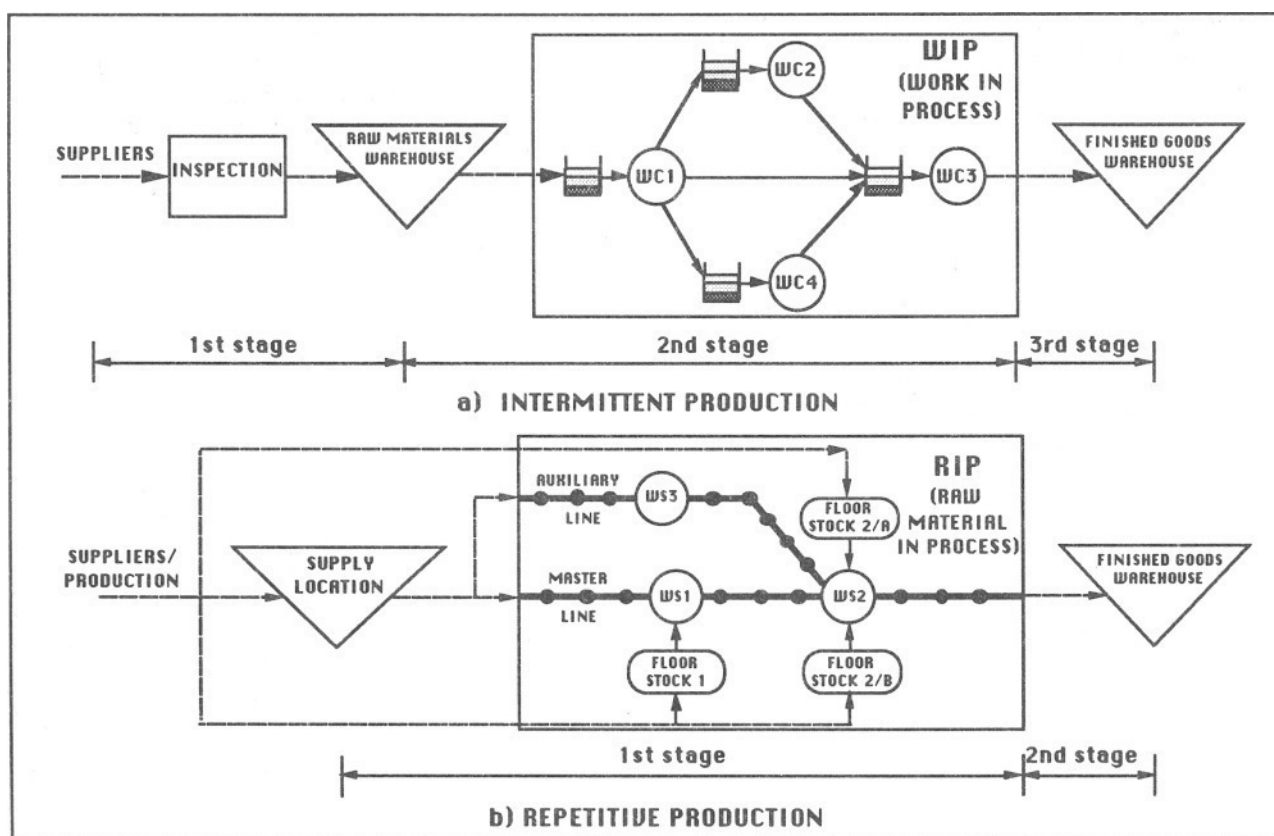 WIP
(WORK IN
PROCESS)
WC2
SUPPLIERS
INSPECTION
RAW MATERIALS
WAREHOUSE
WC1
WC3
FINISHED GOODS
WAREHOUSE
WC4
1st stage
2nd stage
3rd stage
a) INTERMITTENT PRODUCTION
RIP
(RAW
MATERIAL
IN PROCESS)
AUXILIARY
LINE
WS3
FLOOR
STOCK 2/A
SUPPLIERS/
PRODUCTION
SUPPLY
LOCATION
MASTER
LINE
WS1
WS2
FINISHED GOODS
WAREHOUSE
FLOOR
STOCK 1
FLOOR
STOCK 2/B
1st stage
2nd stage
b) REPETITIVE PRODUCTION